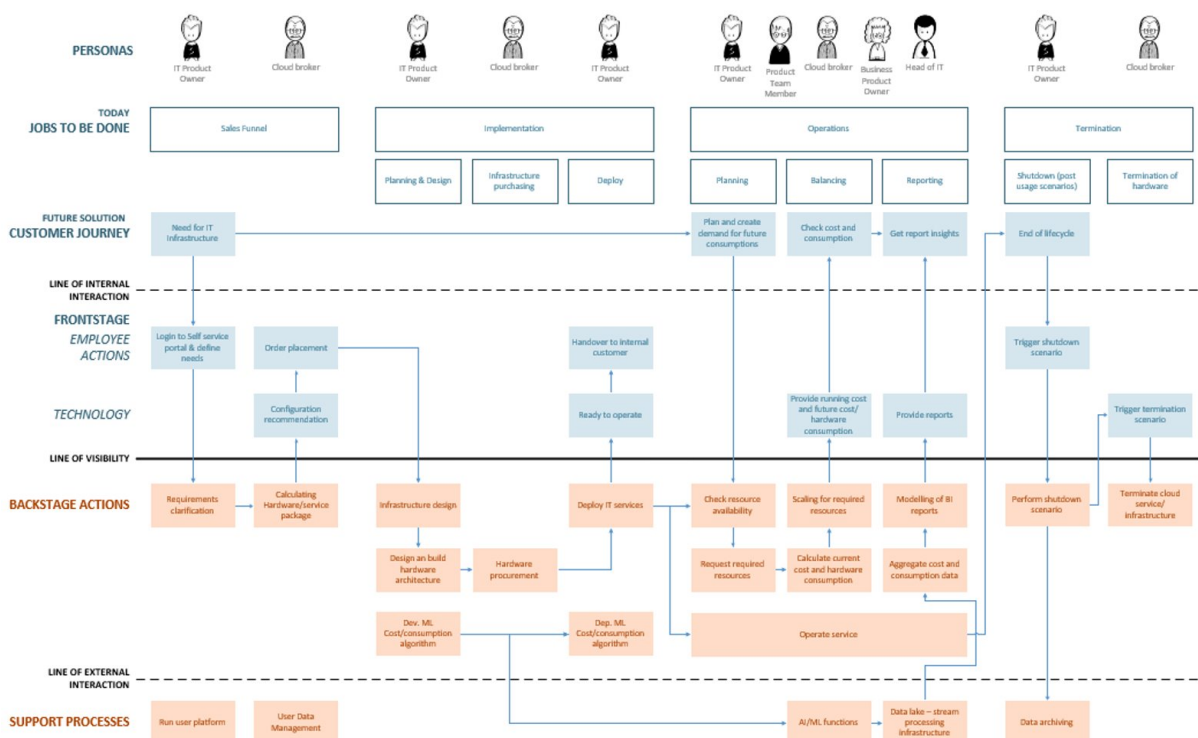 PERSONAS
IT Product
Owner
Cloud broker
IT Product
Owner
Cloud broker
IT Product
Owner
IT Product
Owner
Product
Team
Member
Cloud broker
Business
Product
Owner
Head of IT
IT Product
Owner
Cloud broker
TODAY
JOBS TO BE DONE
Sales Funnel
Implementation
Operations
Termination
Planning & Design
Infrastructure
purchasing
Deploy
Planning
Balancing
Reporting
Shutdown (post
usage scenarios)
Termination of
hardware
FUTURE SOLUTION
CUSTOMER JOURNEY
Need for IT
Infrastructure
Plan and create
demand for future
consumptions
Check cost and
consumption
Get report insights
End of lifecycle
LINE OF INTERNAL
INTERACTION
FRONTSTAGE
EMPLOYEE
ACTIONS
Login to Self service
portal & define
needs
Order placement
Handover to internal
customer
Trigger shutdown
scenario
TECHNOLOGY
Configuration
recommendation
Ready to operate
Provide running cost
and future cost/
hardware
consumption
Provide reports
Trigger termination
scenario
LINE OF VISIBILITY
BACKSTAGE ACTIONS
Requirements
clarification
Calculating
Hardware/service
package
Infrastructure design
Deploy IT services
Check resource
availability
Scaling for required
resources
Modelling of BI
reports
Perform shutdown
scenario
Terminate cloud
service/
infrastructure
Design an build
hardware
architecture
Hardware
procurement
Request required
resources
Calculate current
cost and hardware
consumption
Aggregate cost and
consumption data
Dev. ML
Cost/consumption
algorithm
Dep. ML
Cost/consumption
algorithm
Operate service
LINE OF EXTERNAL
INTERACTION
SUPPORT PROCESSES
Run user platform
User Data
Management
AI/ML functions
Data lake – stream
processing
infrastructure
Data archiving